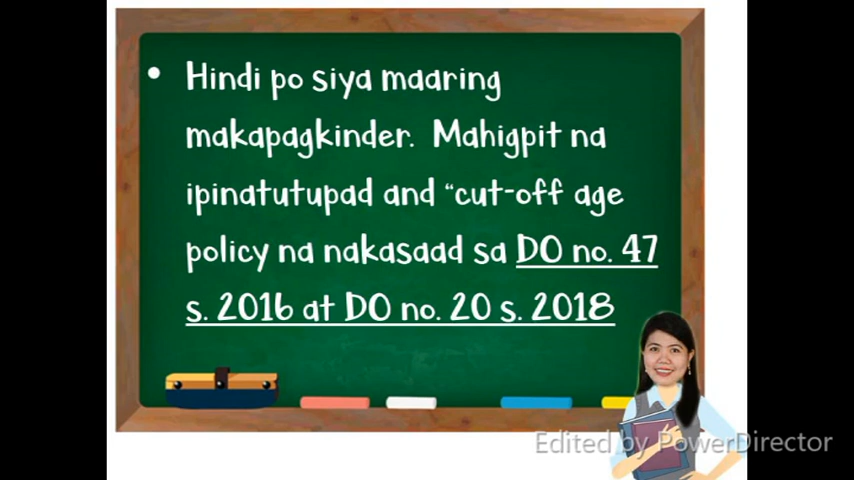 • Hindi po siya maaring
makapagkinder. Mahigpit na
ipinatutupad and “cut-off age
policy na nakasaad sa DO no. 47
s. 2016 at DO no. 20 s. 2018
Edited by PowerDirector